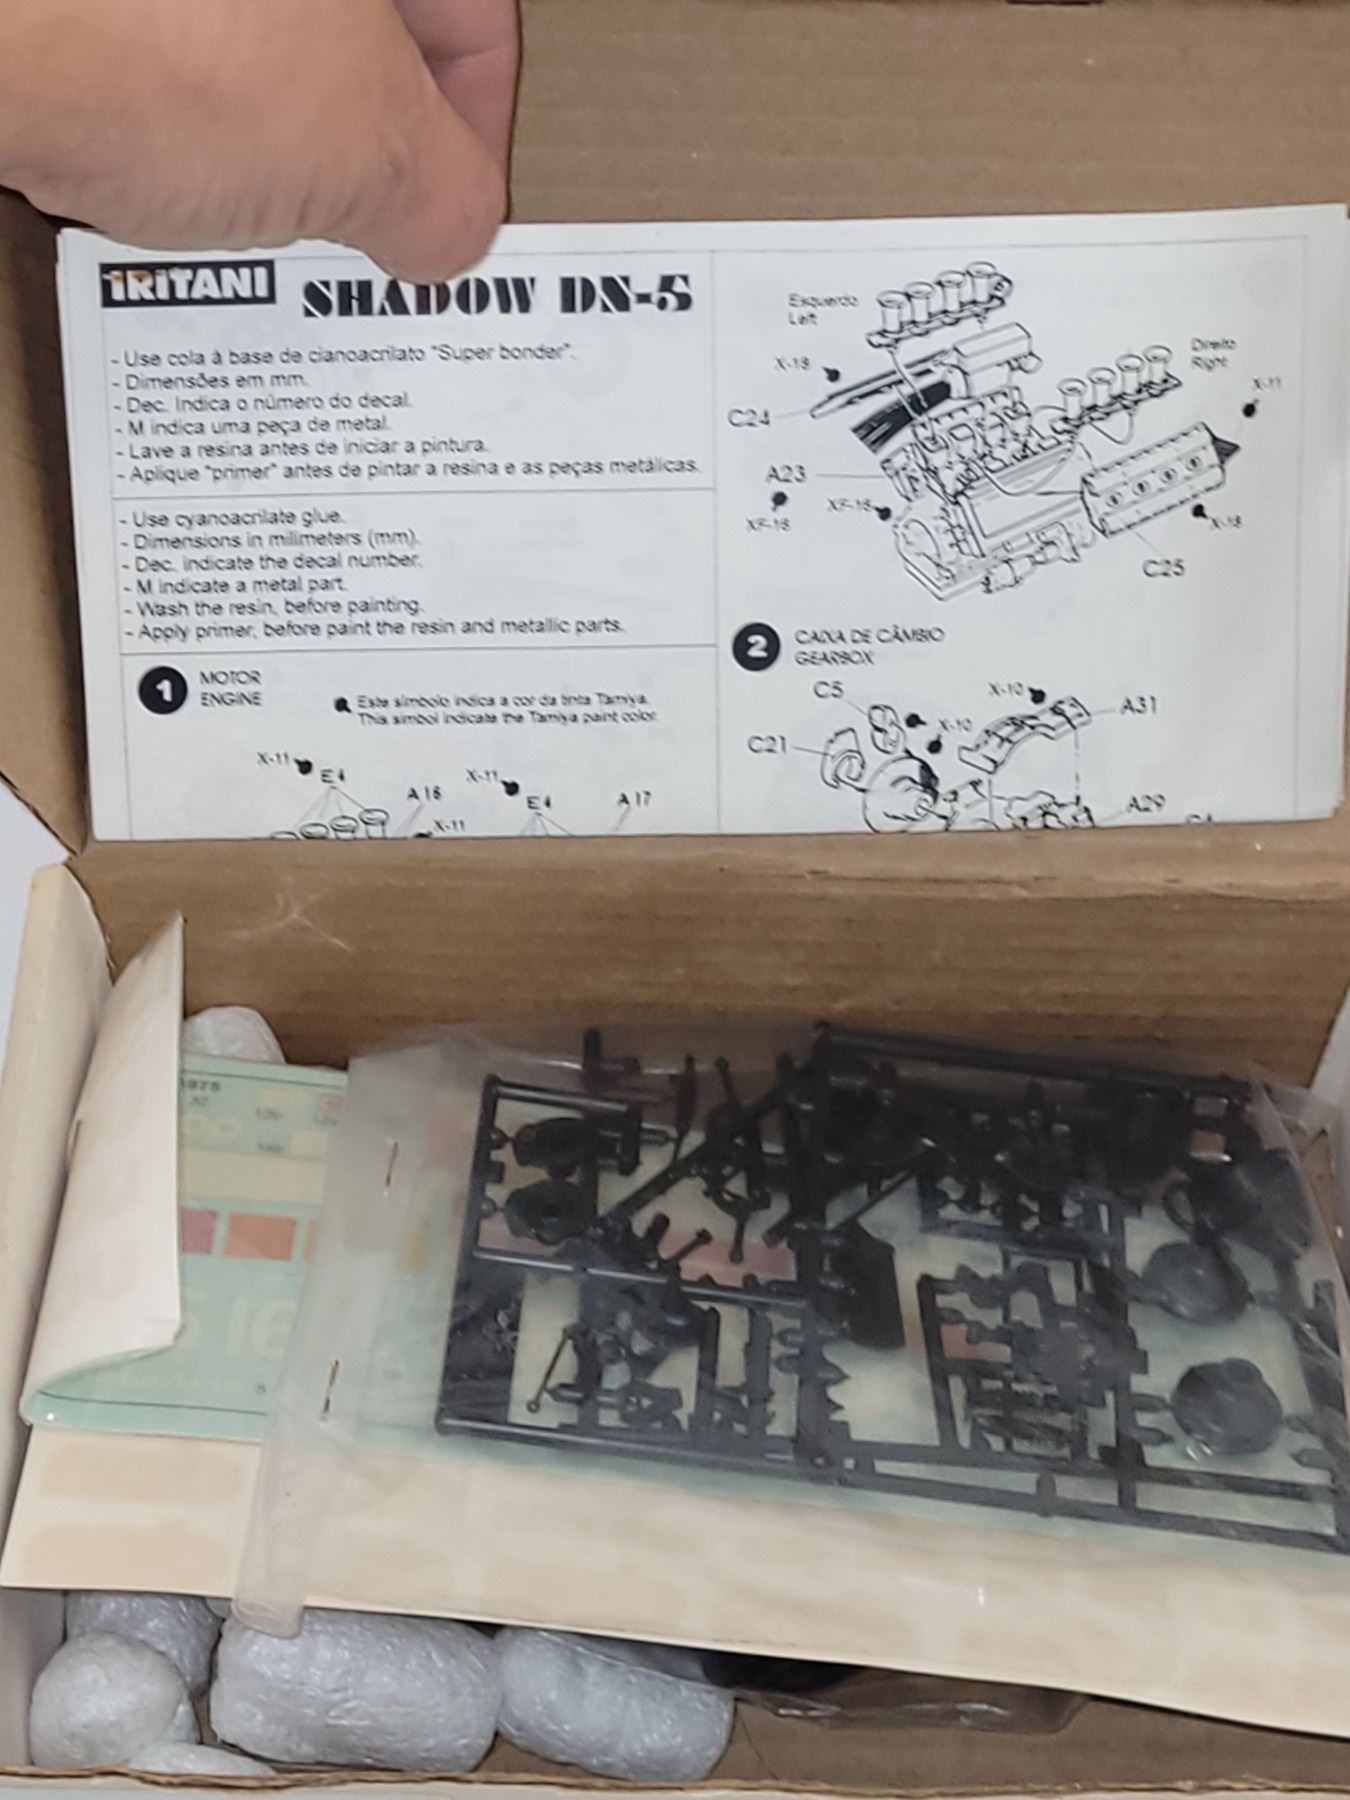 TRITANI
SHADOW DN-5
- Use cola à base de cianoacrilato "Super bonder".
- Dimensões em mm.
- Dec. Indica o número do decal.
- M indica uma peça de metal.
- Lave a resina antes de iniciar a pintura.
- Aplique "primer" antes de pintar a resina e as peças metálicas.
- Use cyanoacrilate glue.
- Dimensions in milimeters (mm).
- Dec. indicate the decal number.
- M indicate a metal part.
- Wash the resin, before painting.
- Apply primer, before paint the resin and metallic parts.
1
MOTOR
ENGINE
Este símbolo indica a cor da tinta Tamiya.
This simbol indicate the Tamiya paint color.
X-11
E4
A16
X-11
X-11
E4
A17
Esquerdo
Left
Direito
Right
X-18
X-11
C24
A23
XF-16
XF-16
X-18
C25
2
CAIXA DE CÂMBIO
GEARBOX
C5
X-10
X-10
A31
C21
A29
1975
16